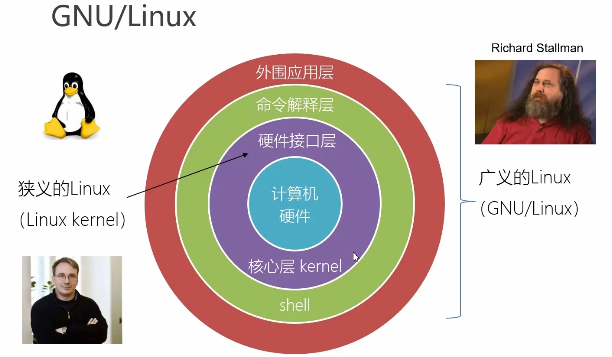 GNU/Linux
Richard Stallman
外围应用层
命令解释层
硬件接口层
计算机
硬件
核心层 kernel
shell
狭义的Linux
（Linux kernel）
广义的Linux
（GNU/Linux）